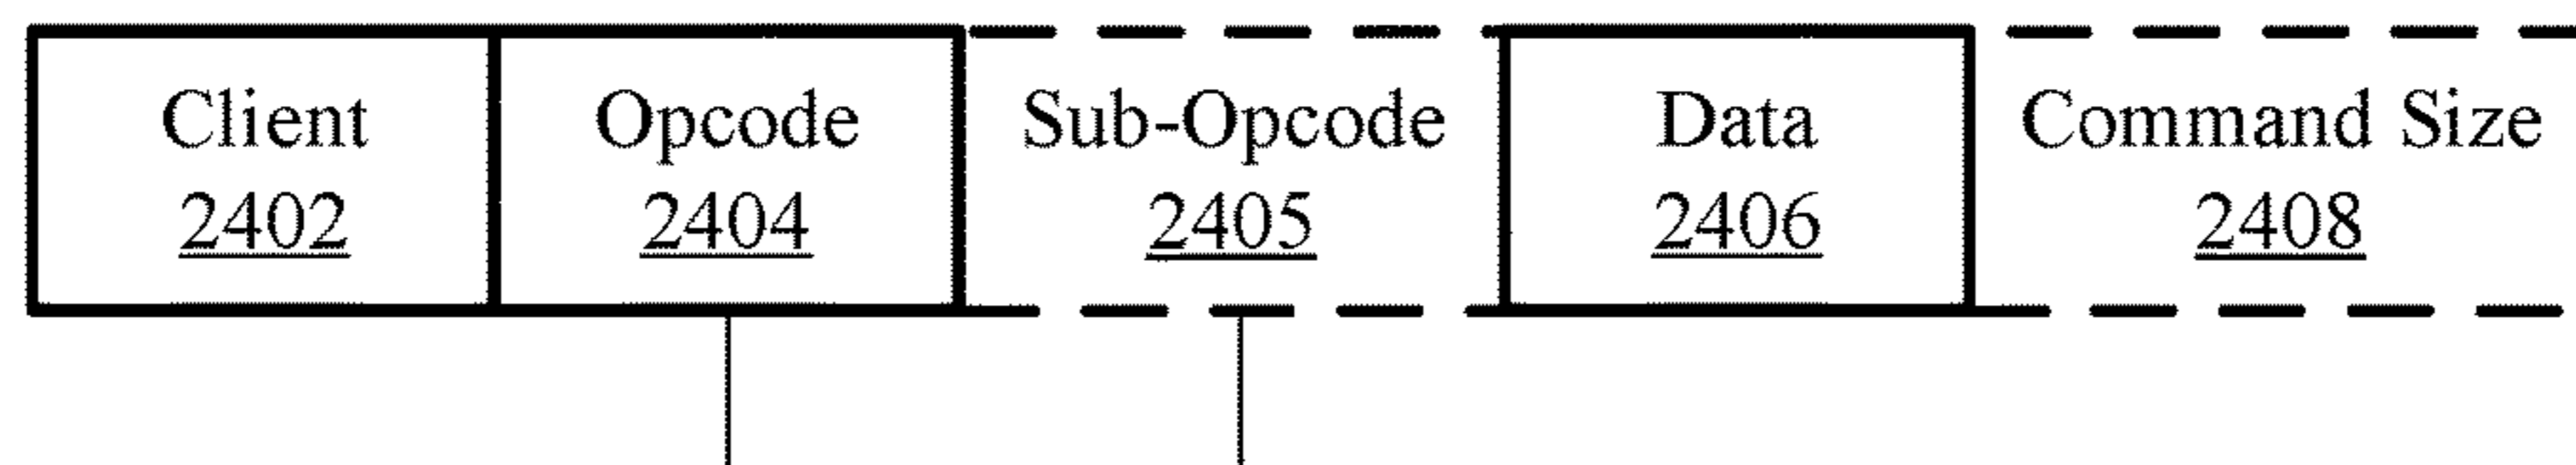 Client Opcode Sub-Opcode Data Command Size
2402 2404 2405 2406 2408